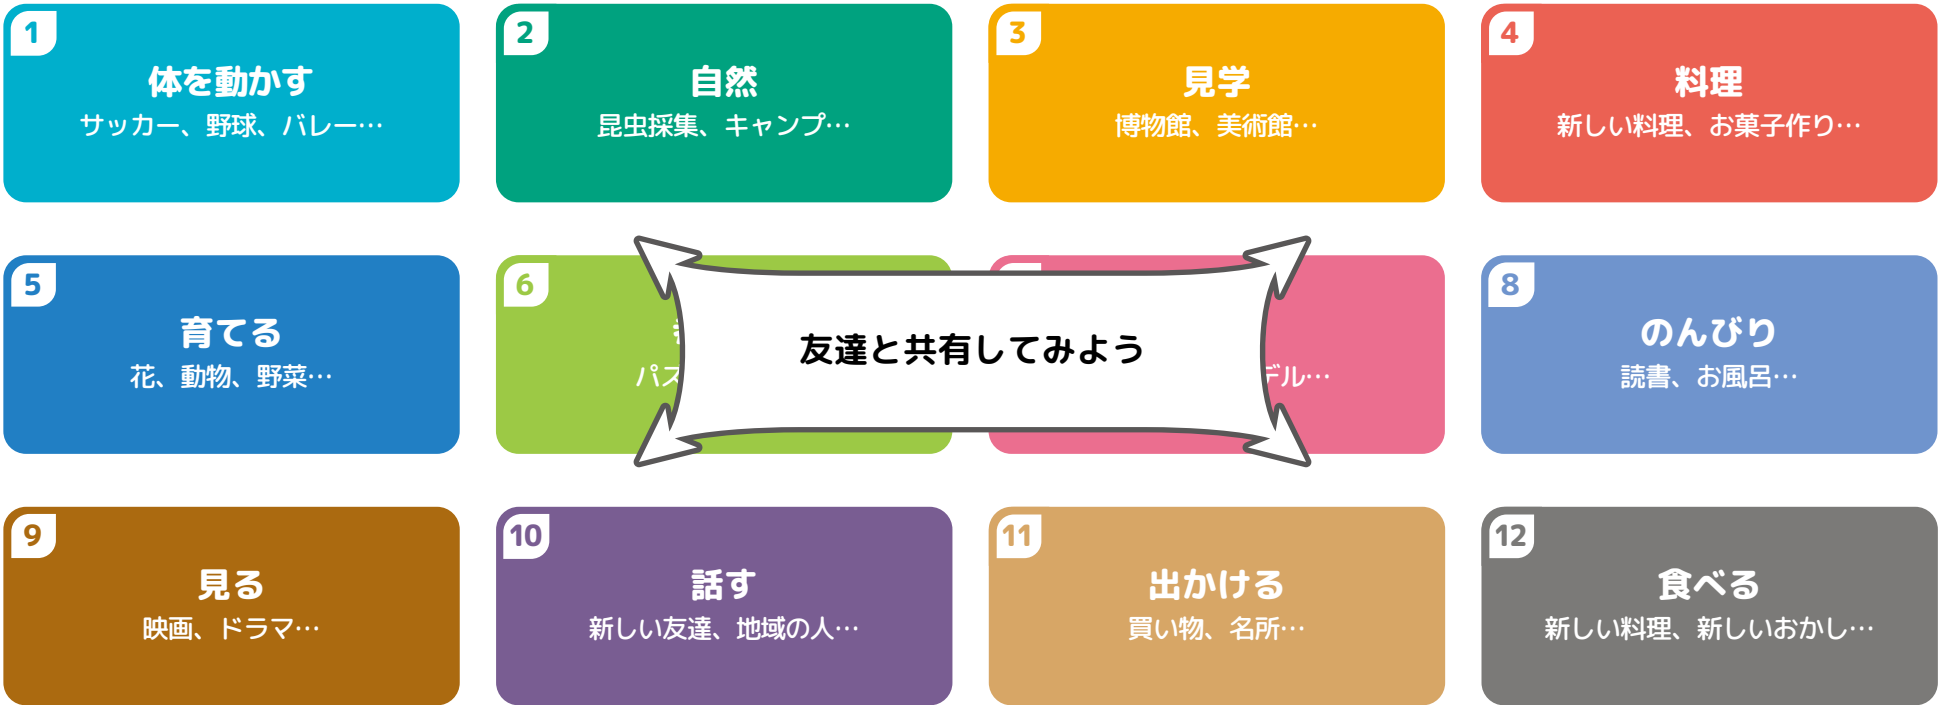 1
体を動かす
サッカー、野球、バレー…
2
自然
昆虫採集、キャンプ…
3
見学
博物館、美術館…
4
料理
新しい料理、お菓子作り…
5
育てる
花、動物、野菜…
6
パズ
デル…
友達と共有してみよう
8
のんびり
読書、お風呂…
9
見る
映画、ドラマ…
10
話す
新しい友達、地域の人…
11
出かける
買い物、名所…
12
食べる
新しい料理、新しいおかし…